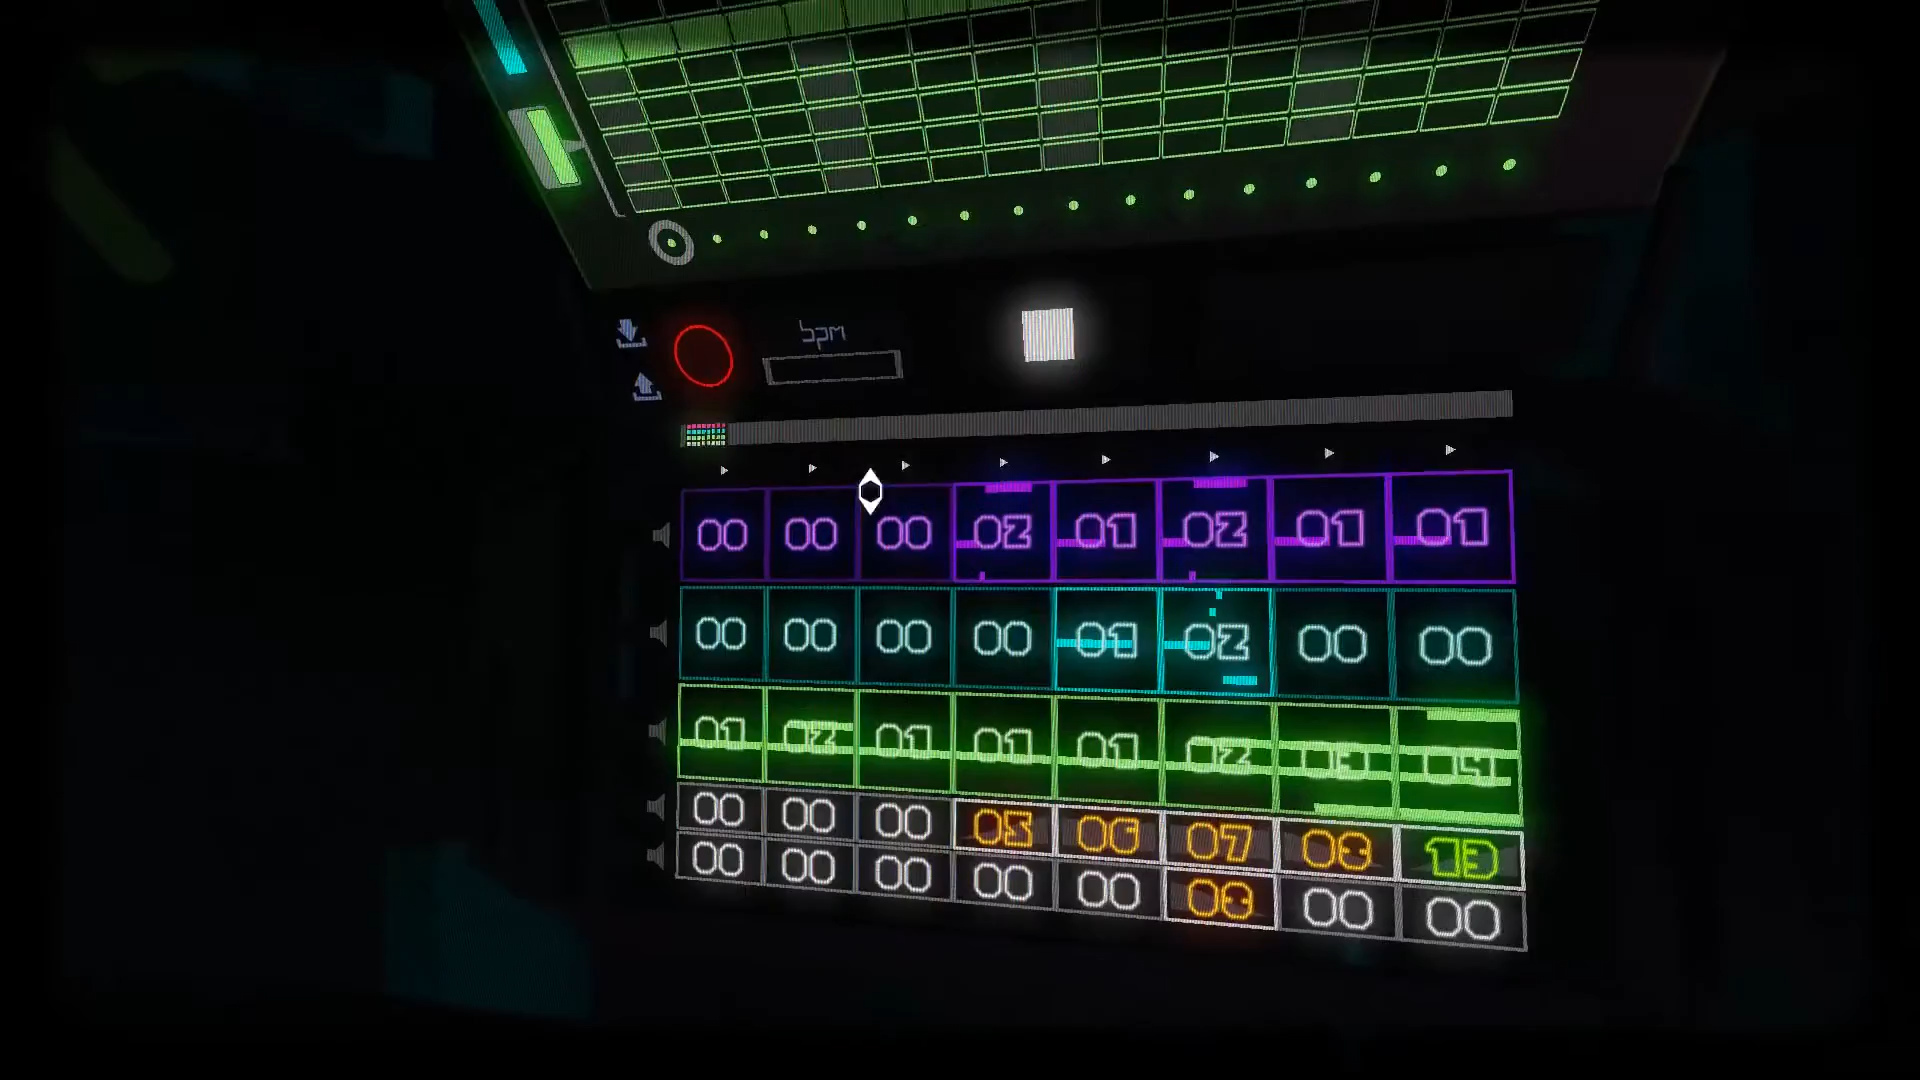 bpm
00 00 00 02 01 02 01 01
00 00 00 00 01 02 00 00
01 02 01 01 01 02 03 04
00 00 00 05 06 07 08 13
00 00 00 00 00 08 00 00